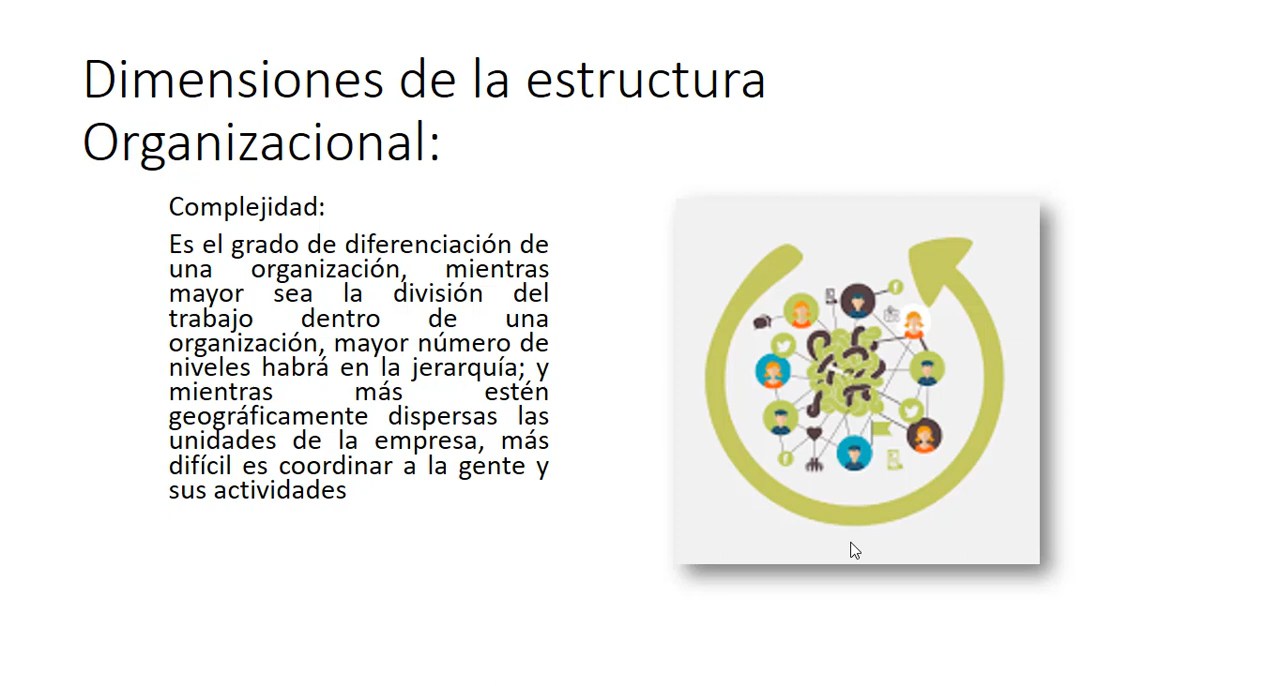 Dimensiones de la estructura
Organizacional:
Complejidad:
Es el grado de diferenciación de
una organización, mientras
mayor sea la división del
trabajo dentro de una
organización, mayor número de
niveles habrá en la jerarquía; y
mientras más estén
geográficamente dispersas las
unidades de la empresa, más
difícil es coordinar a la gente y
sus actividades